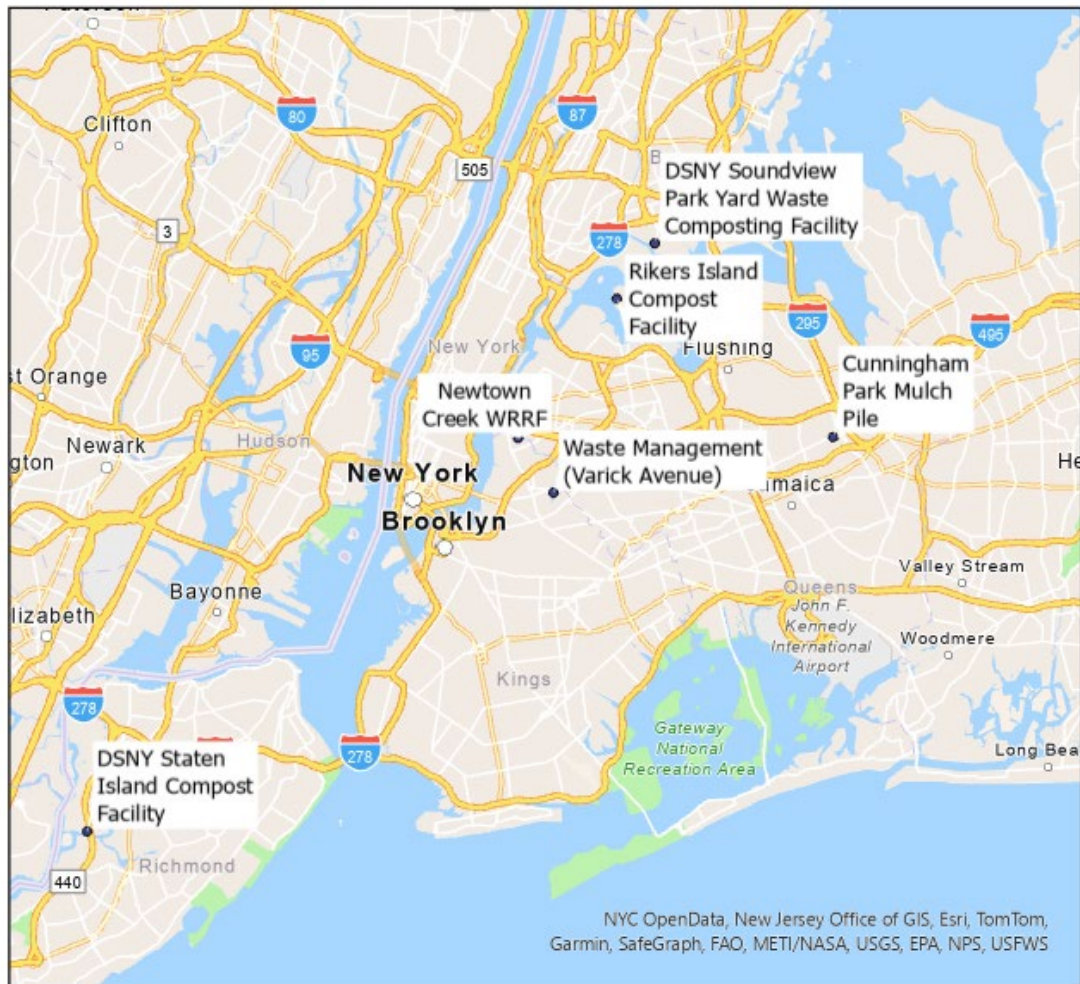 Clifton
80
87
505
DSNY Soundview
Park Yard Waste
Composting Facility
3
278
Rikers Island
Compost
Facility
295
495
New York
95
Flushing
Cunningham
Park Mulch
Pile
st Orange
Newtown
Creek WRRF
Newark
Hudson
Waste Management
(Varick Avenue)
ngton
New York
amaica
Brooklyn
Bayonne
Valley Stream
Queens
John F.
Kennedy
International
Airport
lizabeth
Woodmere
Kings
278
Gateway
National
Recreation Area
278
Long Bea
DSNY Staten
Island Compost
Facility
Richmond
440
NYC OpenData, New Jersey Office of GIS, Esri, TomTom,
Garmin, SafeGraph, FAO, METI/NASA, USGS, EPA, NPS, USFWS